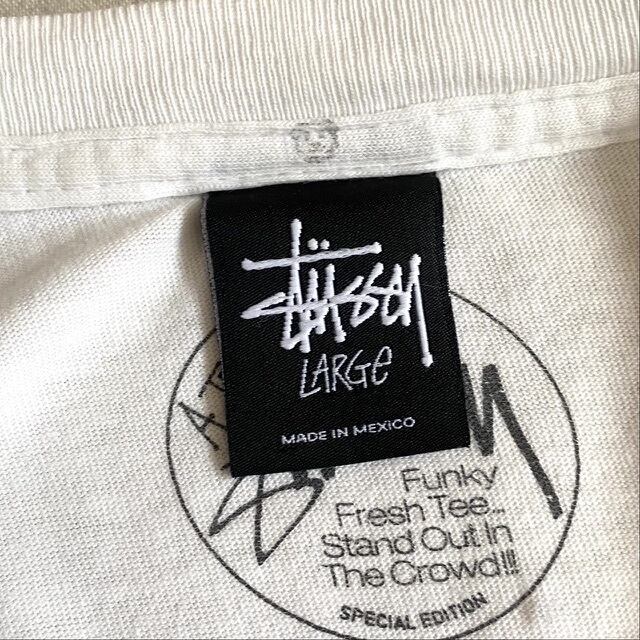 Stüssy
LARGe
MADE IN MEXICO
Funky
Fresh Tee...
Stand Out In
The Crowd!!!
SPECIAL EDITION